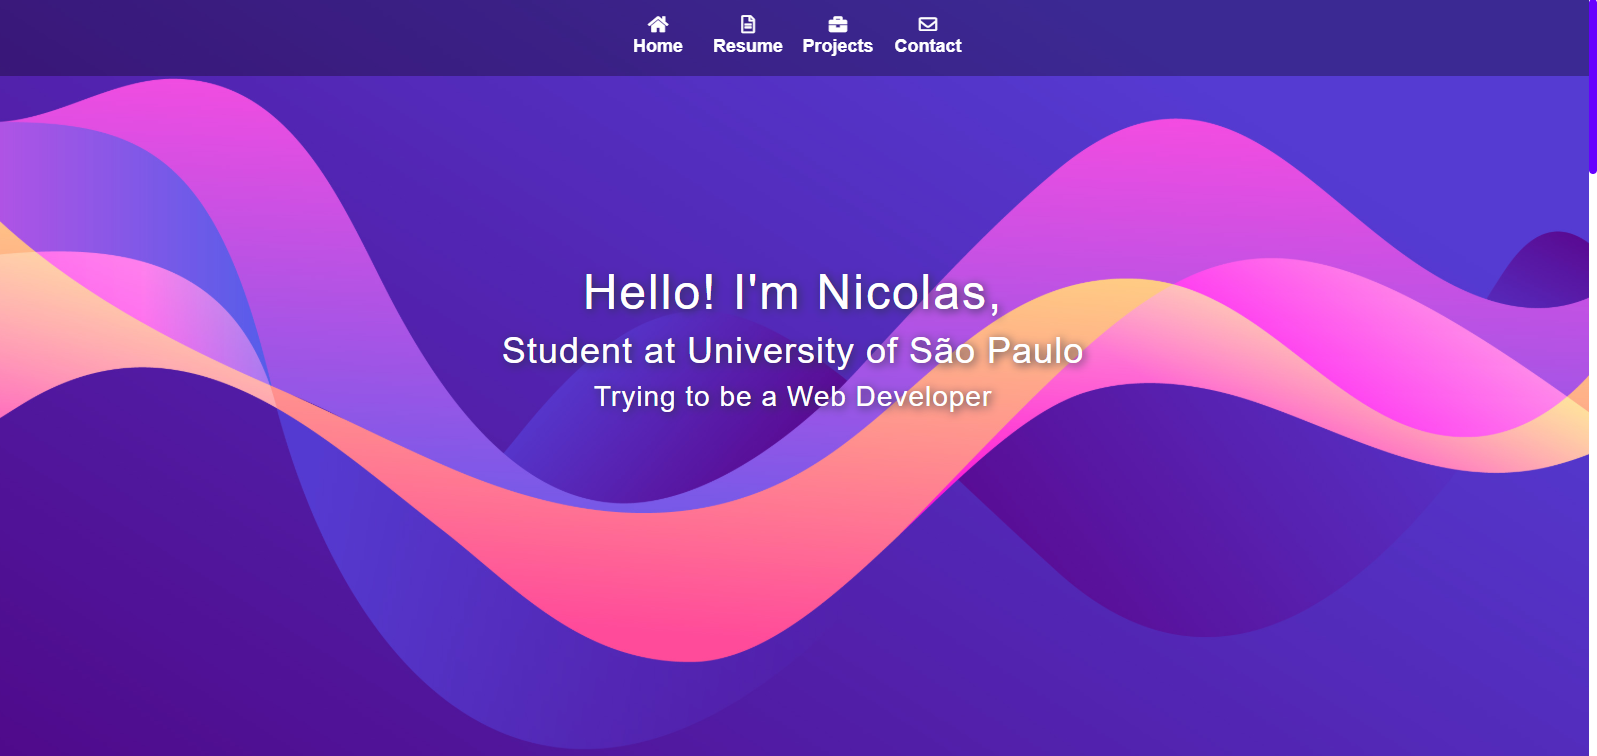 Home Resume Projects Contact
Hello! I'm Nicolas,
Student at University of São Paulo
Trying to be a Web Developer